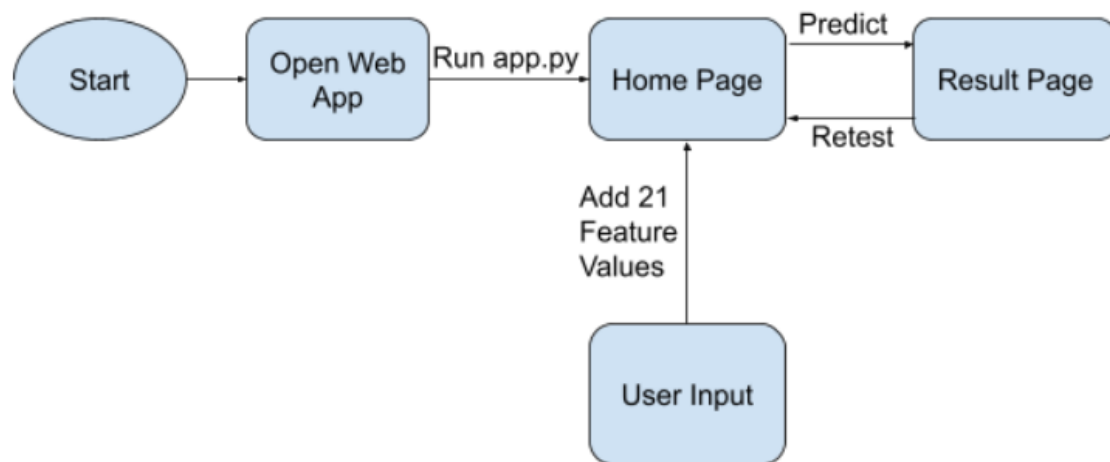 Predict
Start
Open Web
App
Run app.py
Home Page
Result Page
Retest
Add 21
Feature
Values
User Input